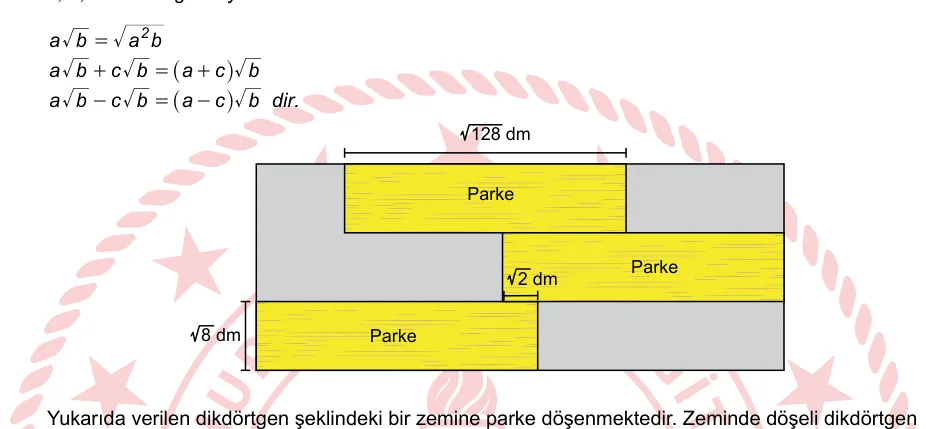 a√b = √a²b
a√b + c√b = (a + c)√b
a√b − c√b = (a − c)√b dir.
√128 dm
Parke
Parke
√2 dm
√8 dm
Parke
Yukarıda verilen dikdörtgen şeklindeki bir zemine parke döşenmektedir. Zeminde döşeli dikdörtgen